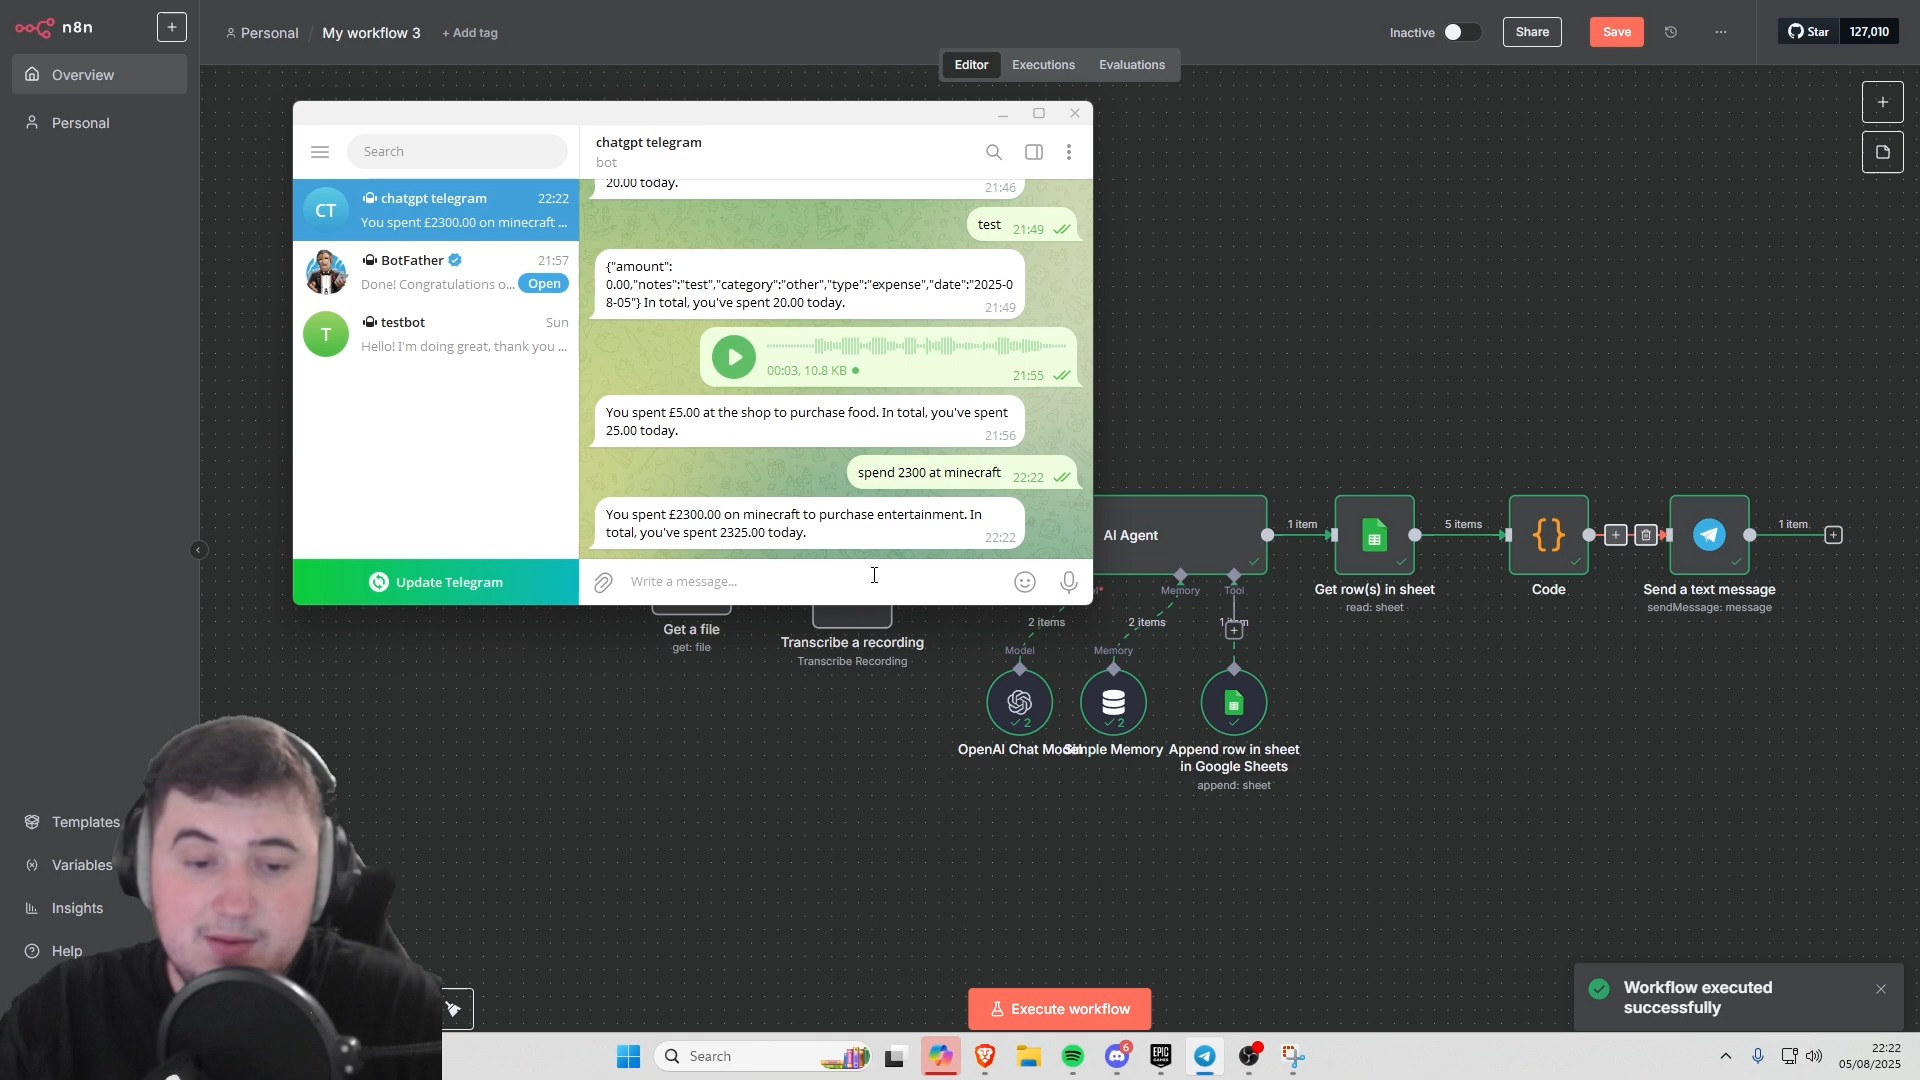 n8n
Overview
Personal
Templates
Variables
Insights
Help
Personal / My workflow 3 + Add tag
Inactive
Share
Save
Star 127,010
Editor Executions Evaluations
Search
CT
chatgpt telegram 22:22
You spent £2300.00 on minecraft ...
BotFather 21:57
Done! Congratulations o... Open
T
testbot Sun
Hello! I'm doing great, thank you ...
Update Telegram
chatgpt telegram
bot
20.00 today. 21:46
test 21:49
{"amount":
0.00,"notes":"test","category":"other","type":"expense","date":"2025-0
8-05"} In total, you've spent 20.00 today.
21:49
00:03, 10.8 KB 21:55
You spent £5.00 at the shop to purchase food. In total, you've spent
25.00 today. 21:56
spend 2300 at minecraft 22:22
You spent £2300.00 on minecraft to purchase entertainment. In
total, you've spent 2325.00 today. 22:22
Write a message...
Get a file
get: file
Transcribe a recording
Transcribe Recording
AI Agent
Memory
Tool
2 items
2 items
Model
Memory
2
OpenAI Chat Model
2
Simple Memory
Append row in sheet
in Google Sheets
append: sheet
1 item
Get row(s) in sheet
read: sheet
5 items
{}
Code
Send a text message
sendMessage: message
1 item
Execute workflow
Workflow executed
successfully
Search
6
EPIC
GAMES
22:22
05/08/2025